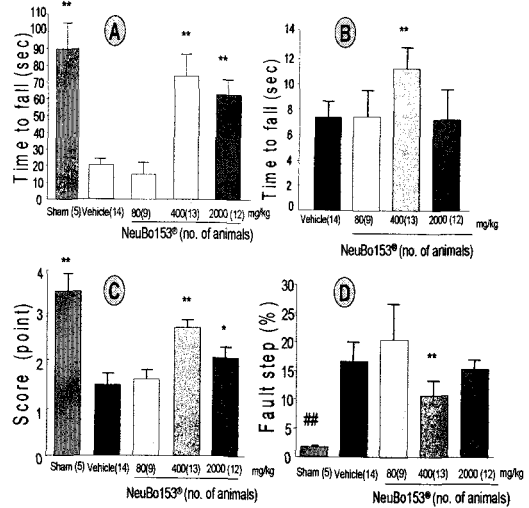 A
Time to fall (sec)
110
100
90
80
70
60
50
40
30
20
10
0
**
**
**
Sham (5) Vehicle(14) 80(9) 400(13) 2000 (12) mg/kg
NeuBo153® (no. of animals)
B
Time to fall (sec)
14
12
10
8
6
4
2
0
**
Vehicle(14) 80(9) 400(13) 2000 (12) mg/kg
NeuBo153® (no. of animals)
C
Score (point)
4
3
2
1
0
**
**
*
Sham (5) Vehicle(14) 80(9) 400(13) 2000 (12) mg/kg
NeuBo153® (no. of animals)
D
Fault step (%)
30
25
20
15
10
5
0
##
**
Sham (5) Vehicle(14) 80(9) 400(13) 2000 (12) mg/kg
NeuBo153® (no. of animals)